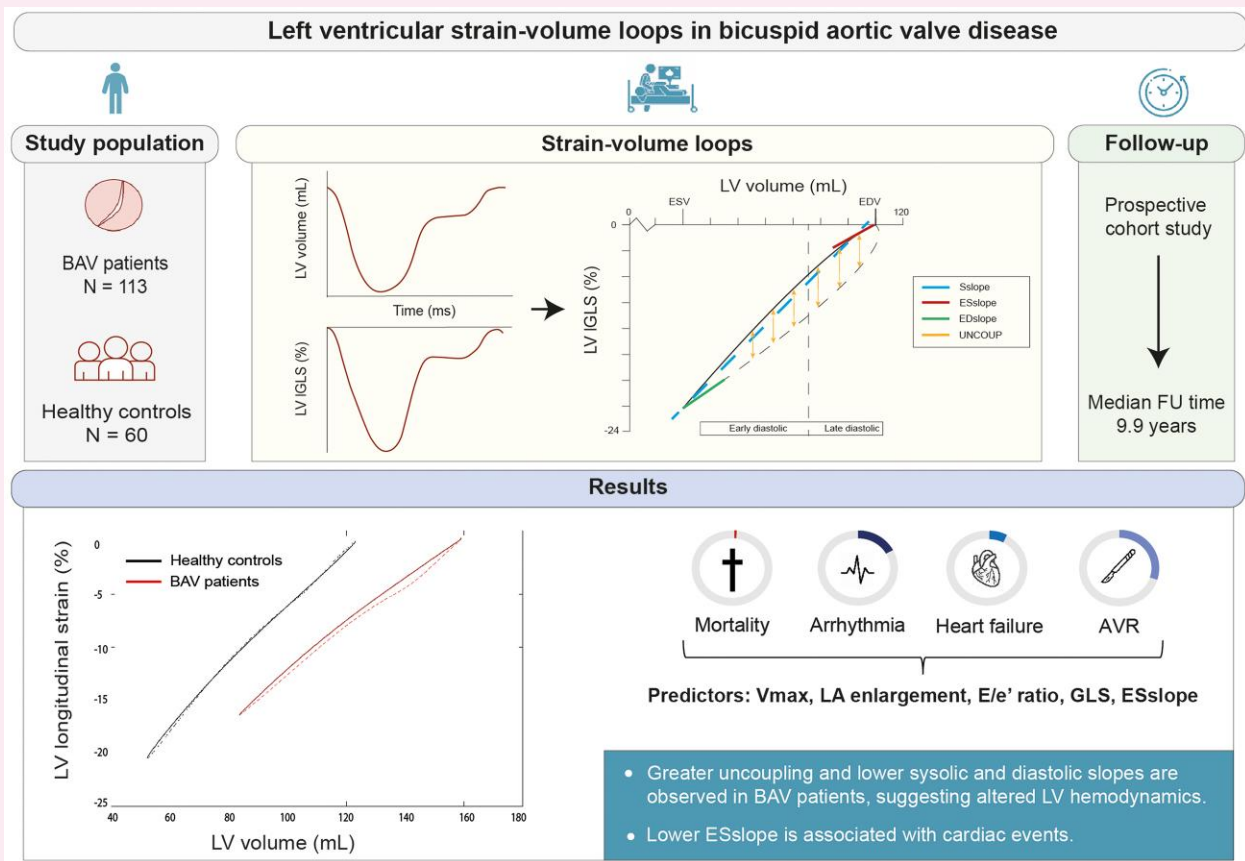 Left ventricular strain-volume loops in bicuspid aortic valve disease
Study population
BAV patients
N = 113
Healthy controls
N = 60
Strain-volume loops
LV volume (mL)
Time (ms)
LV lGLS (%)
LV volume (mL)
ESV
EDV
0
120
0
LV lGLS (%)
-24
Sslope
ESslope
EDslope
UNCOUP
Early diastolic
Late diastolic
Follow-up
Prospective
cohort study
Median FU time
9.9 years
Results
LV longitudinal strain (%)
0
-5
-10
-15
-20
-25
Healthy controls
BAV patients
40
60
80
100
120
140
160
180
LV volume (mL)
Mortality
Arrhythmia
Heart failure
AVR
Predictors: Vmax, LA enlargement, E/e’ ratio, GLS, ESslope
• Greater uncoupling and lower sysolic and diastolic slopes are
observed in BAV patients, suggesting altered LV hemodynamics.
• Lower ESslope is associated with cardiac events.